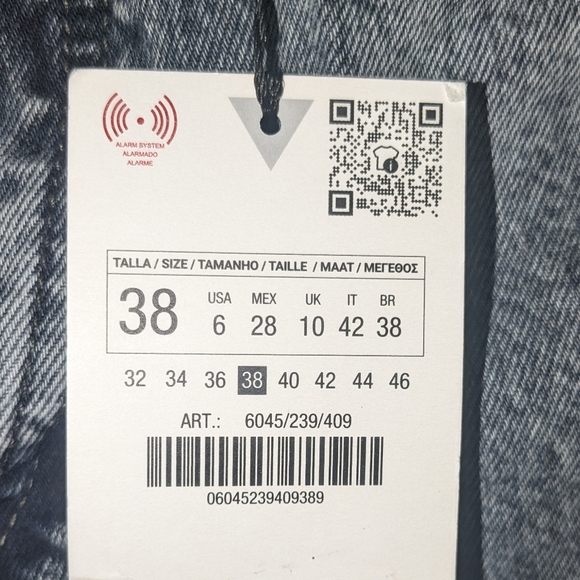 ALARM SYSTEM
ALARMADO
ALARME
TALLA / SIZE / TAMANHO / TAILLE / MAAT / ΜΕΓΕΘΟΣ
38
USA MEX UK IT BR
6 28 10 42 38
32 34 36 38 40 42 44 46
ART.: 6045/239/409
06045239409389